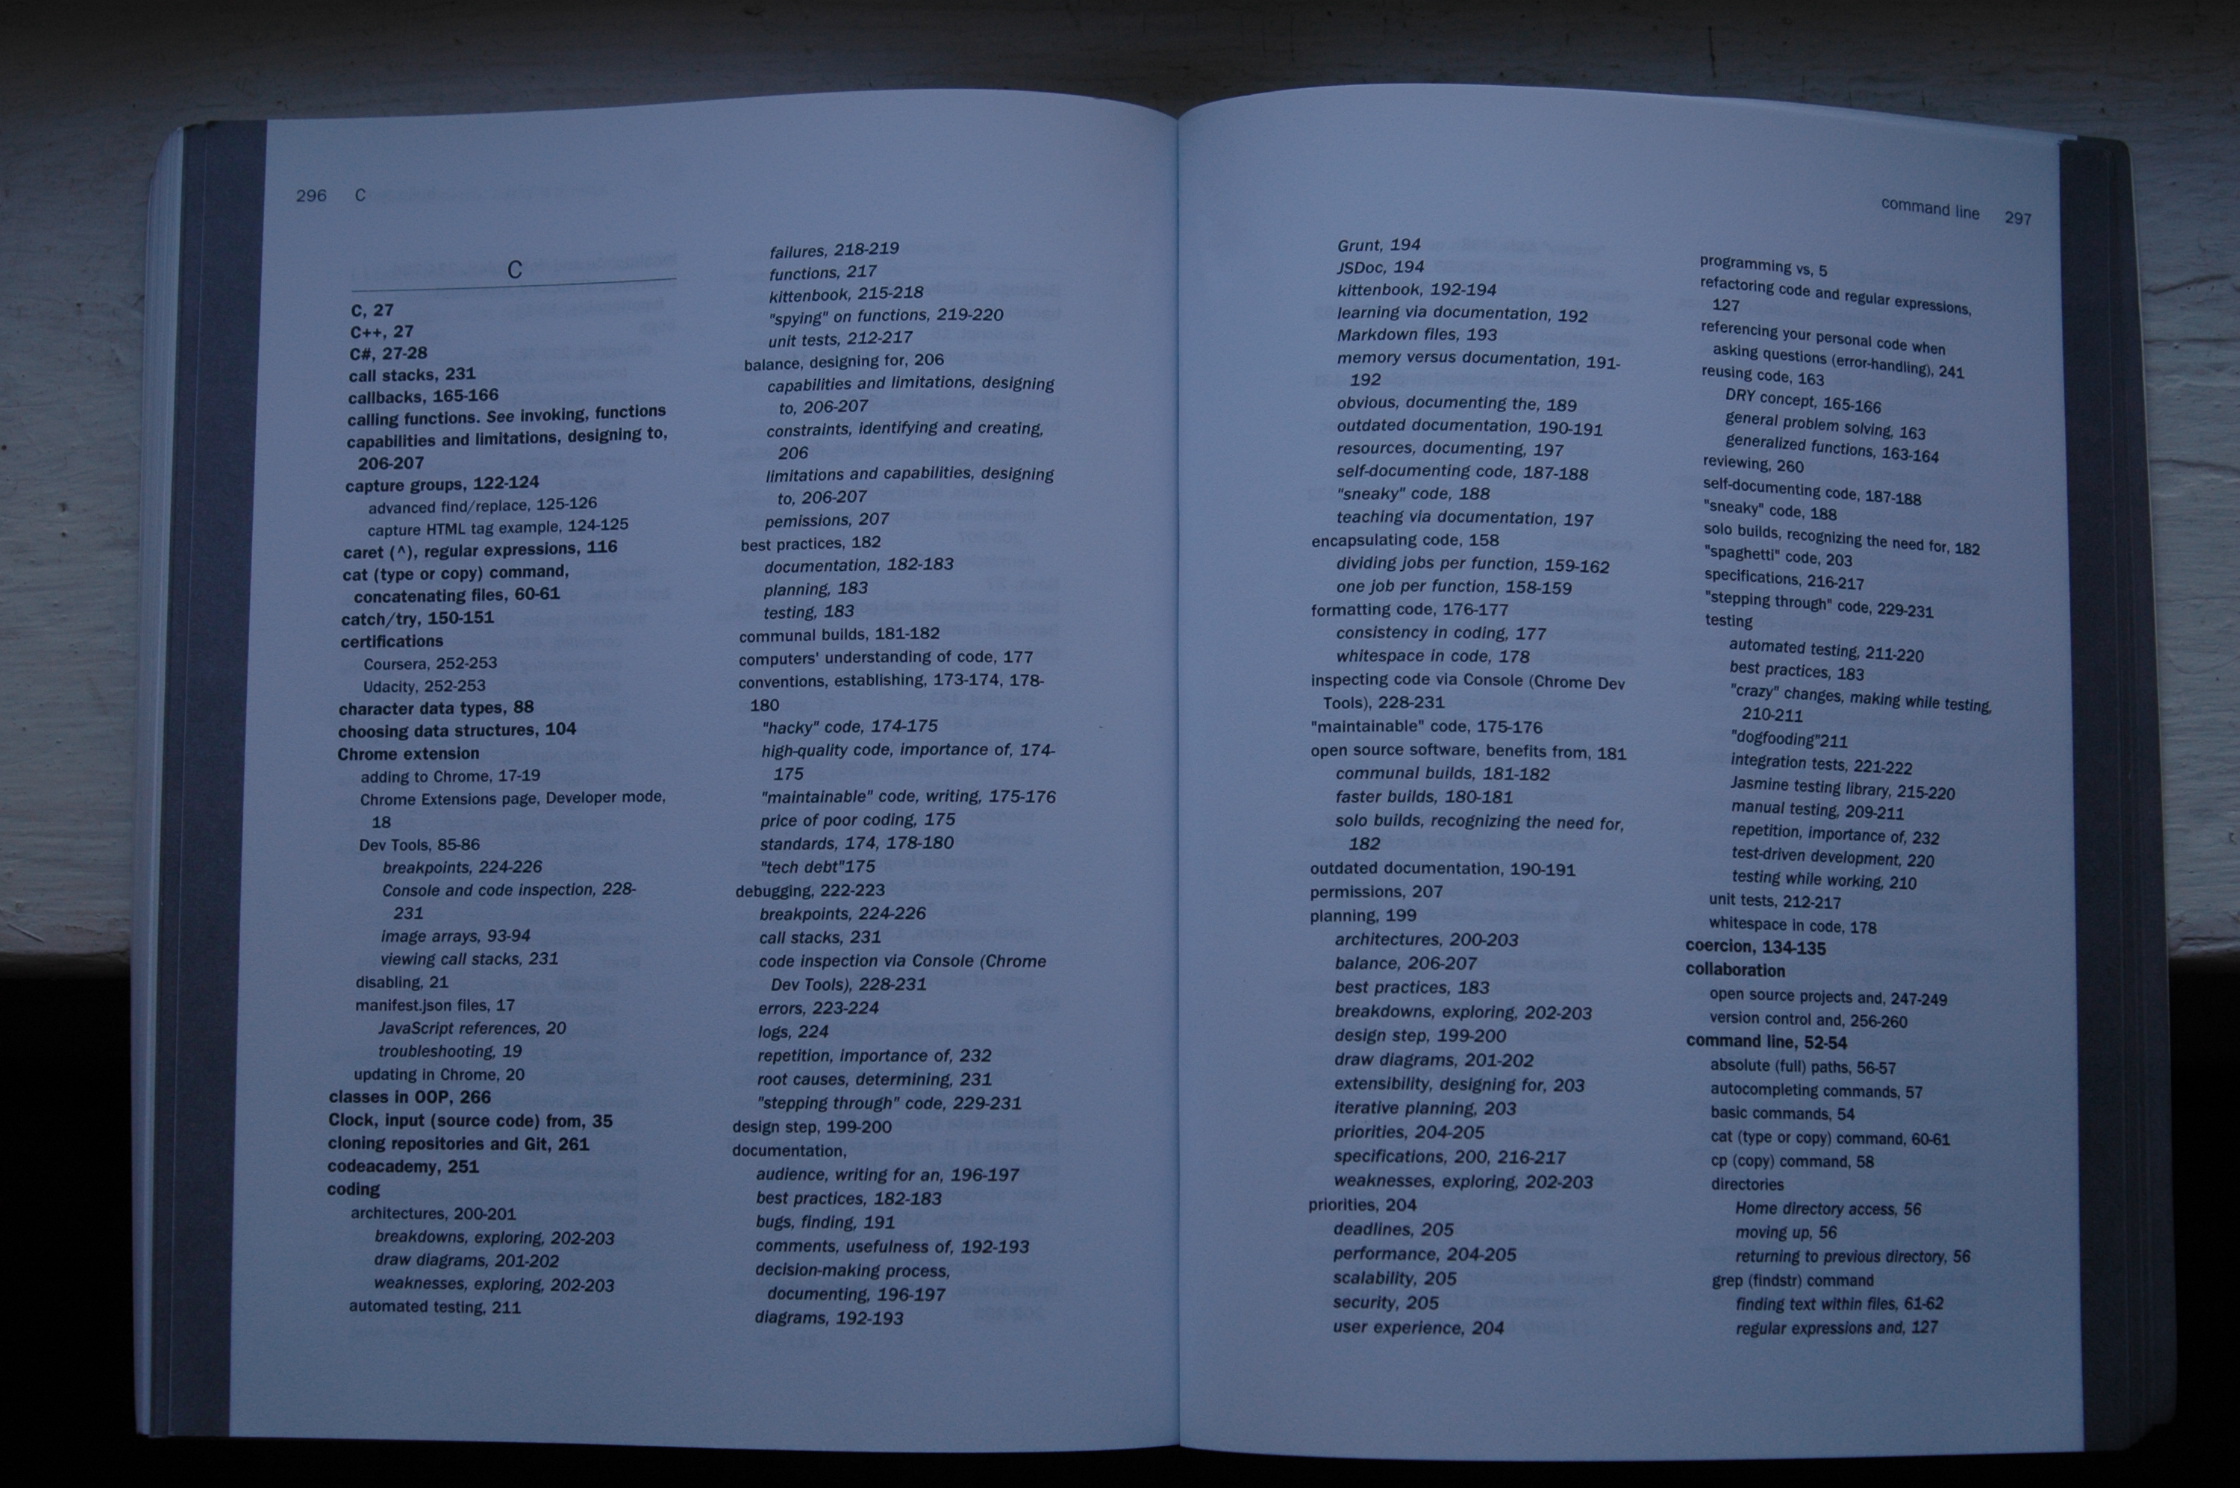 296 C
C
C, 27
C++, 27
C#, 27-28
call stacks, 231
callbacks, 165-166
calling functions. See invoking, functions
capabilities and limitations, designing to,
206-207
capture groups, 122-124
advanced find/replace, 125-126
capture HTML tag example, 124-125
caret (^), regular expressions, 116
cat (type or copy) command,
concatenating files, 60-61
catch/try, 150-151
certifications
Coursera, 252-253
Udacity, 252-253
character data types, 88
choosing data structures, 104
Chrome extension
adding to Chrome, 17-19
Chrome Extensions page, Developer mode,
18
Dev Tools, 85-86
breakpoints, 224-226
Console and code inspection, 228-
231
image arrays, 93-94
viewing call stacks, 231
disabling, 21
manifest.json files, 17
JavaScript references, 20
troubleshooting, 19
updating in Chrome, 20
classes in OOP, 266
Clock, input (source code) from, 35
cloning repositories and Git, 261
codeacademy, 251
coding
architectures, 200-201
breakdowns, exploring, 202-203
draw diagrams, 201-202
weaknesses, exploring, 202-203
automated testing, 211
failures, 218-219
functions, 217
kittenbook, 215-218
"spying" on functions, 219-220
unit tests, 212-217
balance, designing for, 206
capabilities and limitations, designing
to, 206-207
constraints, identifying and creating,
206
limitations and capabilities, designing
to, 206-207
pemissions, 207
best practices, 182
documentation, 182-183
planning, 183
testing, 183
communal builds, 181-182
computers' understanding of code, 177
conventions, establishing, 173-174, 178-
180
"hacky" code, 174-175
high-quality code, importance of, 174-
175
"maintainable" code, writing, 175-176
price of poor coding, 175
standards, 174, 178-180
"tech debt"175
debugging, 222-223
breakpoints, 224-226
call stacks, 231
code inspection via Console (Chrome
Dev Tools), 228-231
errors, 223-224
logs, 224
repetition, importance of, 232
root causes, determining, 231
"stepping through" code, 229-231
design step, 199-200
documentation,
audience, writing for an, 196-197
best practices, 182-183
bugs, finding, 191
comments, usefulness of, 192-193
decision-making process,
documenting, 196-197
diagrams, 192-193
command line 297
Grunt, 194
JSDoc, 194
kittenbook, 192-194
learning via documentation, 192
Markdown files, 193
memory versus documentation, 191-
192
obvious, documenting the, 189
outdated documentation, 190-191
resources, documenting, 197
self-documenting code, 187-188
"sneaky" code, 188
teaching via documentation, 197
encapsulating code, 158
dividing jobs per function, 159-162
one job per function, 158-159
formatting code, 176-177
consistency in coding, 177
whitespace in code, 178
inspecting code via Console (Chrome Dev
Tools), 228-231
"maintainable" code, 175-176
open source software, benefits from, 181
communal builds, 181-182
faster builds, 180-181
solo builds, recognizing the need for,
182
outdated documentation, 190-191
permissions, 207
planning, 199
architectures, 200-203
balance, 206-207
best practices, 183
breakdowns, exploring, 202-203
design step, 199-200
draw diagrams, 201-202
extensibility, designing for, 203
iterative planning, 203
priorities, 204-205
specifications, 200, 216-217
weaknesses, exploring, 202-203
priorities, 204
deadlines, 205
performance, 204-205
scalability, 205
security, 205
user experience, 204
programming vs, 5
refactoring code and regular expressions,
127
referencing your personal code when
asking questions (error-handling), 241
reusing code, 163
DRY concept, 165-166
general problem solving, 163
generalized functions, 163-164
reviewing, 260
self-documenting code, 187-188
"sneaky" code, 188
solo builds, recognizing the need for, 182
"spaghetti" code, 203
specifications, 216-217
"stepping through" code, 229-231
testing
automated testing, 211-220
best practices, 183
"crazy" changes, making while testing,
210-211
"dogfooding"211
integration tests, 221-222
Jasmine testing library, 215-220
manual testing, 209-211
repetition, importance of, 232
test-driven development, 220
testing while working, 210
unit tests, 212-217
whitespace in code, 178
coercion, 134-135
collaboration
open source projects and, 247-249
version control and, 256-260
command line, 52-54
absolute (full) paths, 56-57
autocompleting commands, 57
basic commands, 54
cat (type or copy) command, 60-61
cp (copy) command, 58
directories
Home directory access, 56
moving up, 56
returning to previous directory, 56
grep (findstr) command
finding text within files, 61-62
regular expressions and, 127